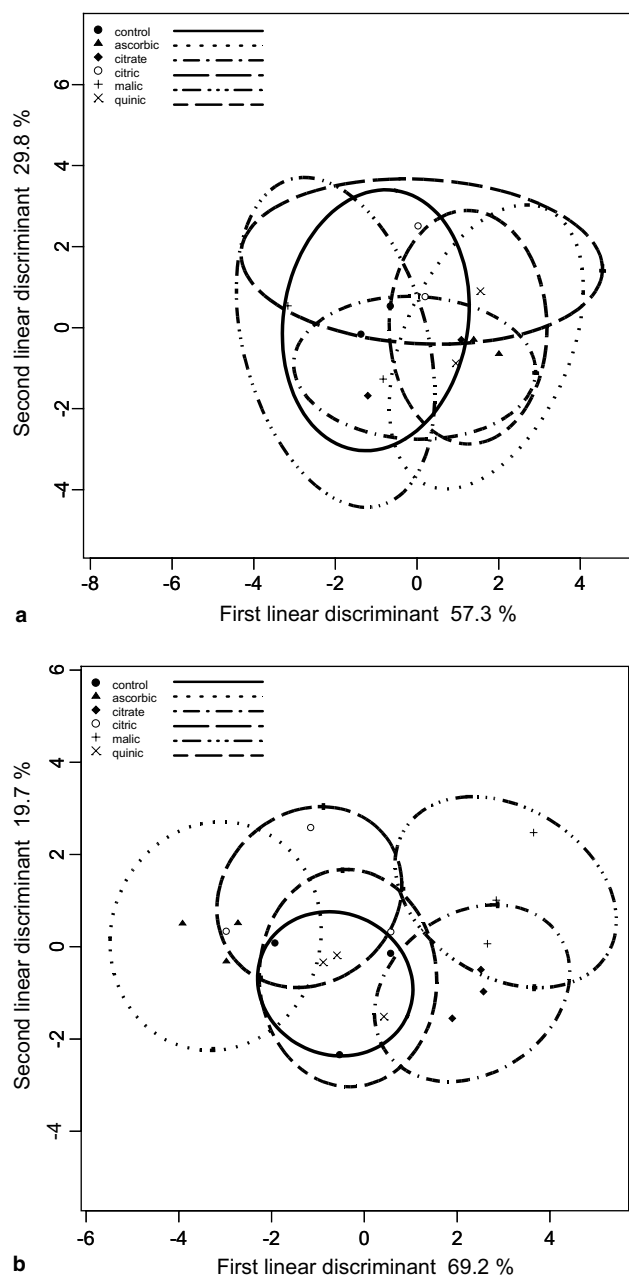 control
ascorbic
citrate
citric
malic
quinic
Second linear discriminant 29.8 %
6
4
2
0
-2
-4
-8
-6
-4
-2
0
2
4
First linear discriminant 57.3 %
a
control
ascorbic
citrate
citric
malic
quinic
Second linear discriminant 19.7 %
6
4
2
0
-2
-4
-6
-4
-2
0
2
4
First linear discriminant 69.2 %
b